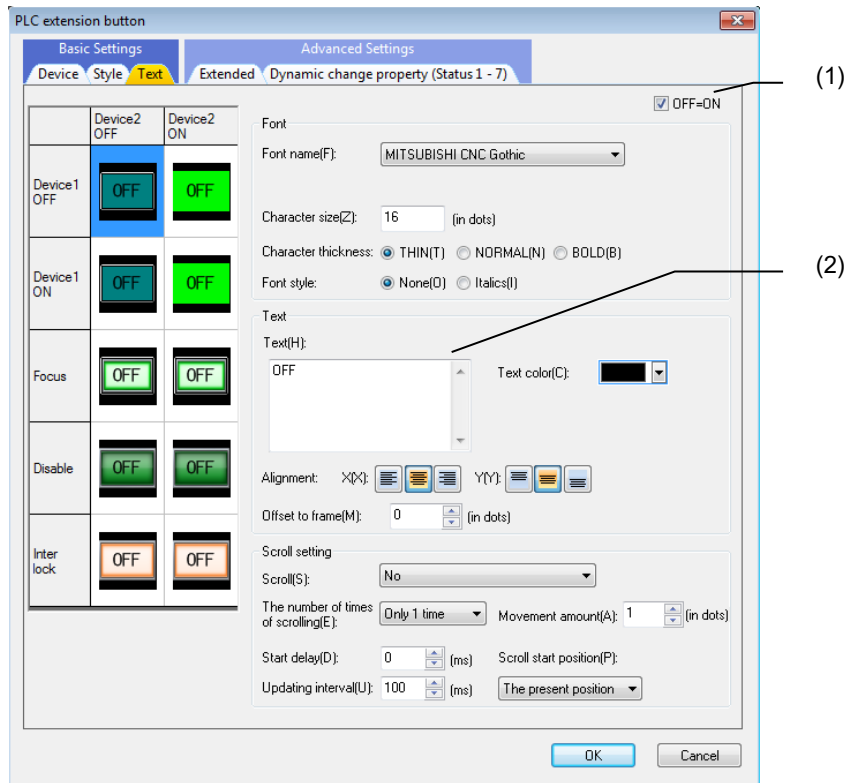 PLC extension button
Basic Settings Advanced Settings
Device Style Text Extended Dynamic change property (Status 1 - 7)
(1)
OFF=ON
Device2 OFF Device2 ON
Font
Font name(F): MITSUBISHI CNC Gothic
Device1 OFF OFF OFF
Character size(Z): 16 (in dots)
Character thickness: THIN(T) NORMAL(N) BOLD(B)
(2)
Device1 ON OFF OFF
Font style: None(O) Italics(I)
Text
Text(H):
OFF
Text color(C):
Focus OFF OFF
Disable OFF OFF
Alignment: X(X): Y(Y):
Offset to frame(M): 0 (in dots)
Inter lock OFF OFF
Scroll setting
Scroll(S): No
The number of times of scrolling(E): Only 1 time Movement amount(A): 1 (in dots)
Start delay(D): 0 (ms) Scroll start position(P):
Updating interval(U): 100 (ms) The present position
OK Cancel